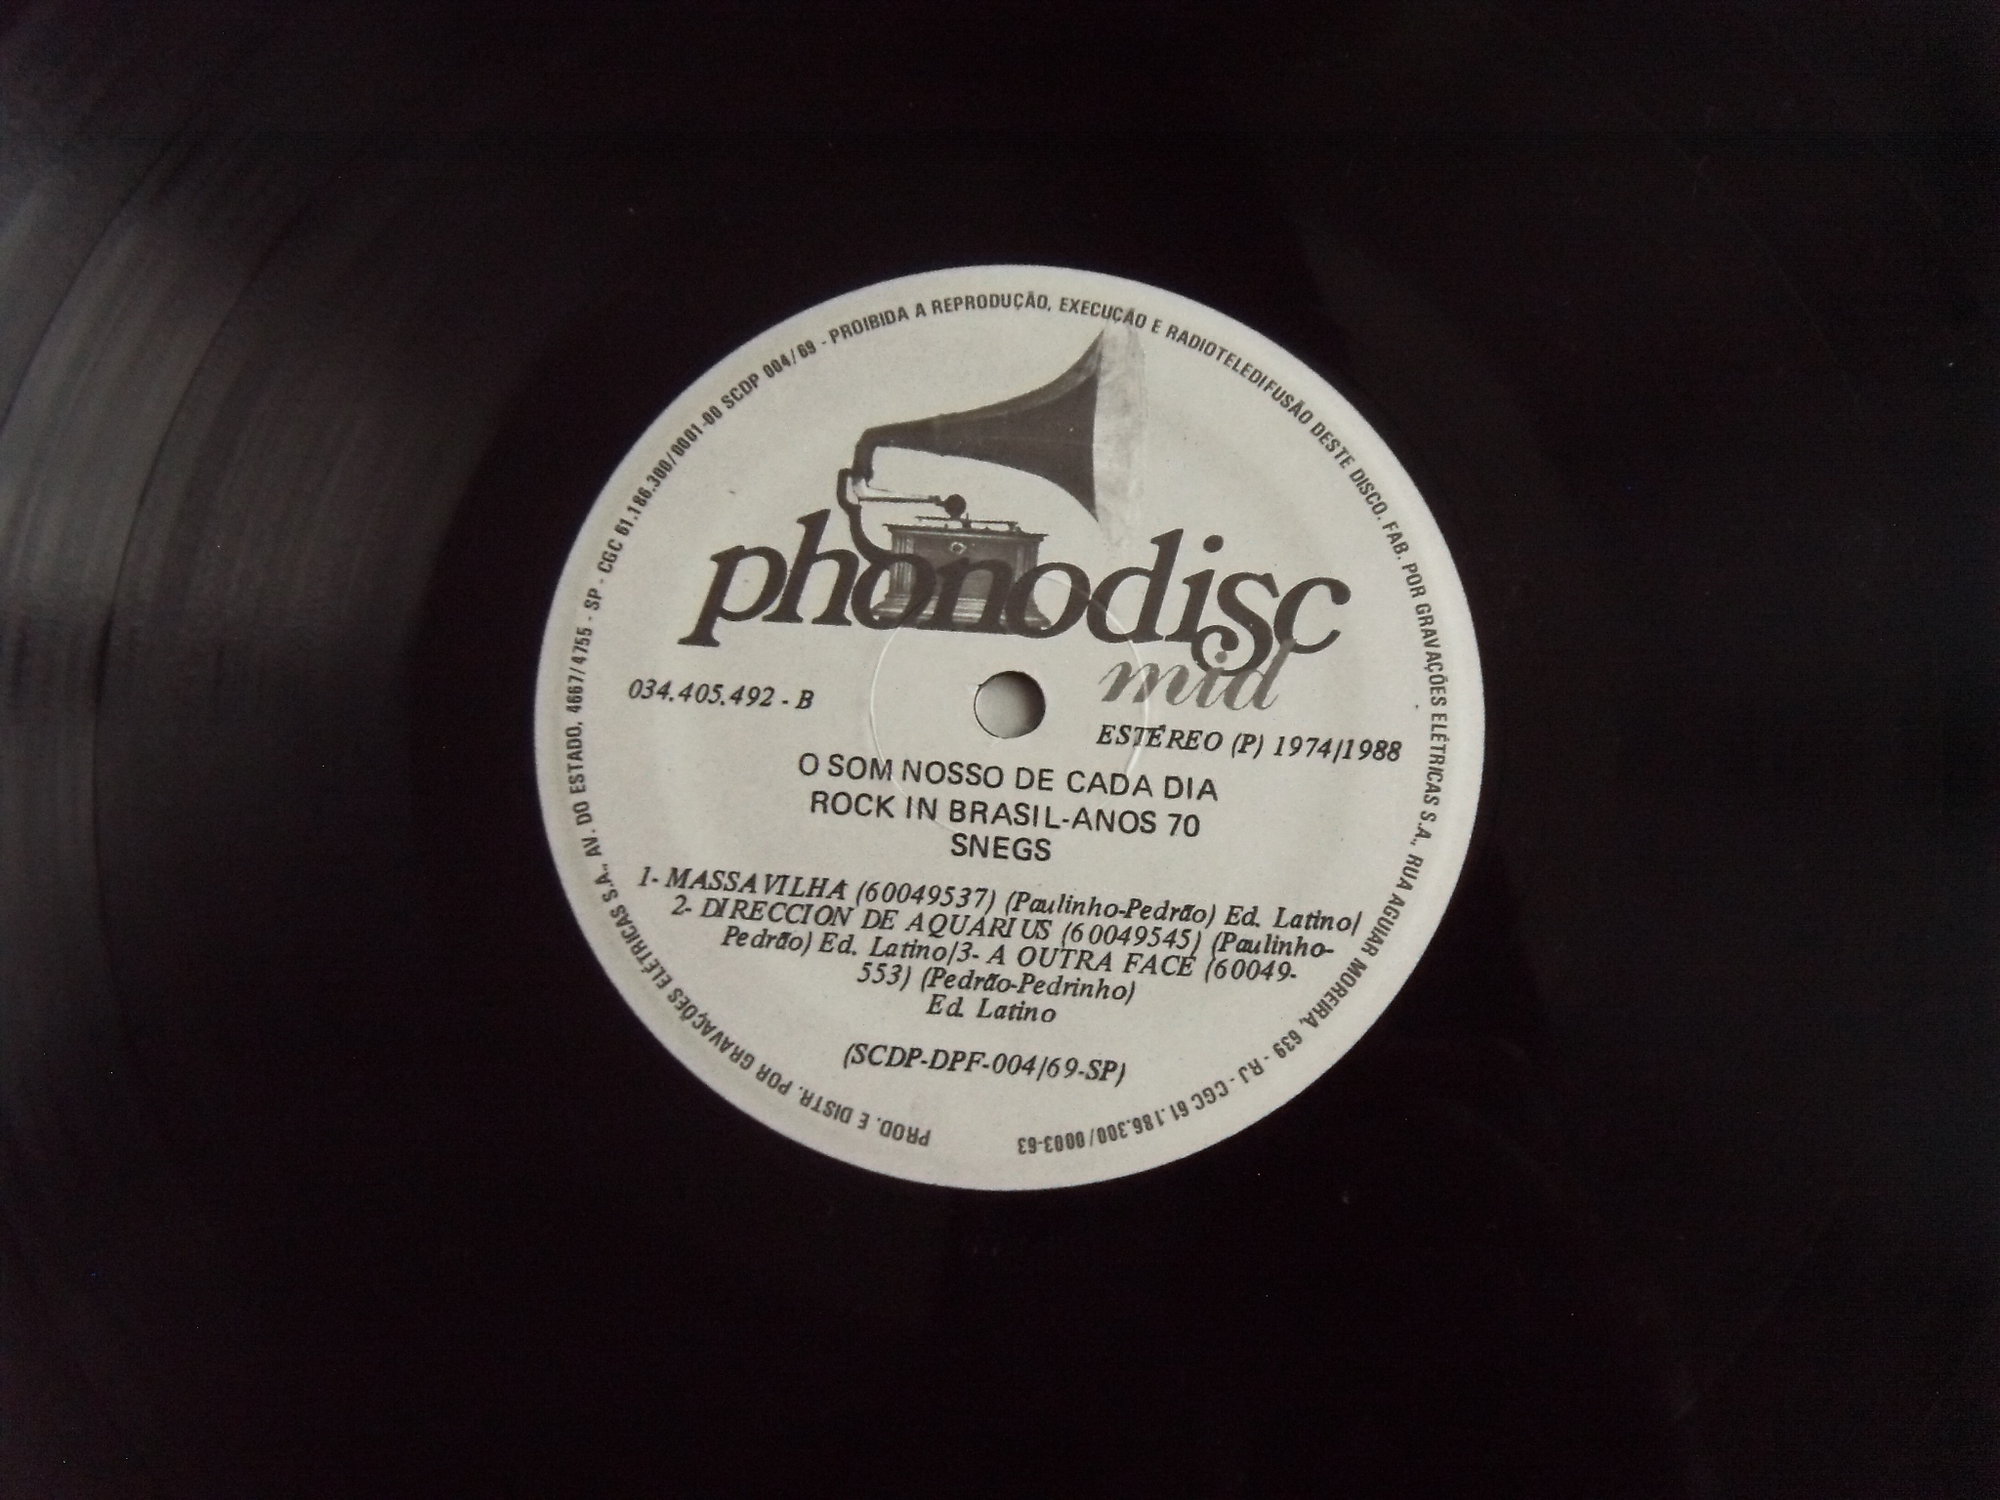 PROD. E DISTR. POR GRAVAÇÕES ELÉTRICAS S.A., AV. DO ESTADO, 4667/4755 - SP - CGC 61.186.300/0001-00 SCDP 004/69 - PROIBIDA A REPRODUÇÃO, EXECUÇÃO E RADIOTELEDIFUSÃO DESTE DISCO. FAB. POR GRAVAÇÕES ELÉTRICAS S.A., RUA AGUIAR MOREIRA, 639 - RJ - CGC 61.186.300/0003-63
phonodisc
mid
034.405.492 - B
ESTÉREO (P) 1974/1988
O SOM NOSSO DE CADA DIA
ROCK IN BRASIL-ANOS 70
SNEGS
1- MASSAVILHA (60049537) (Paulinho-Pedrão) Ed. Latino/
2- DIRECCION DE AQUARIUS (60049545) (Paulinho-
Pedrão) Ed. Latino/3- A OUTRA FACE (60049-
553) (Pedrão-Pedrinho)
Ed. Latino
(SCDP-DPF-004/69-SP)